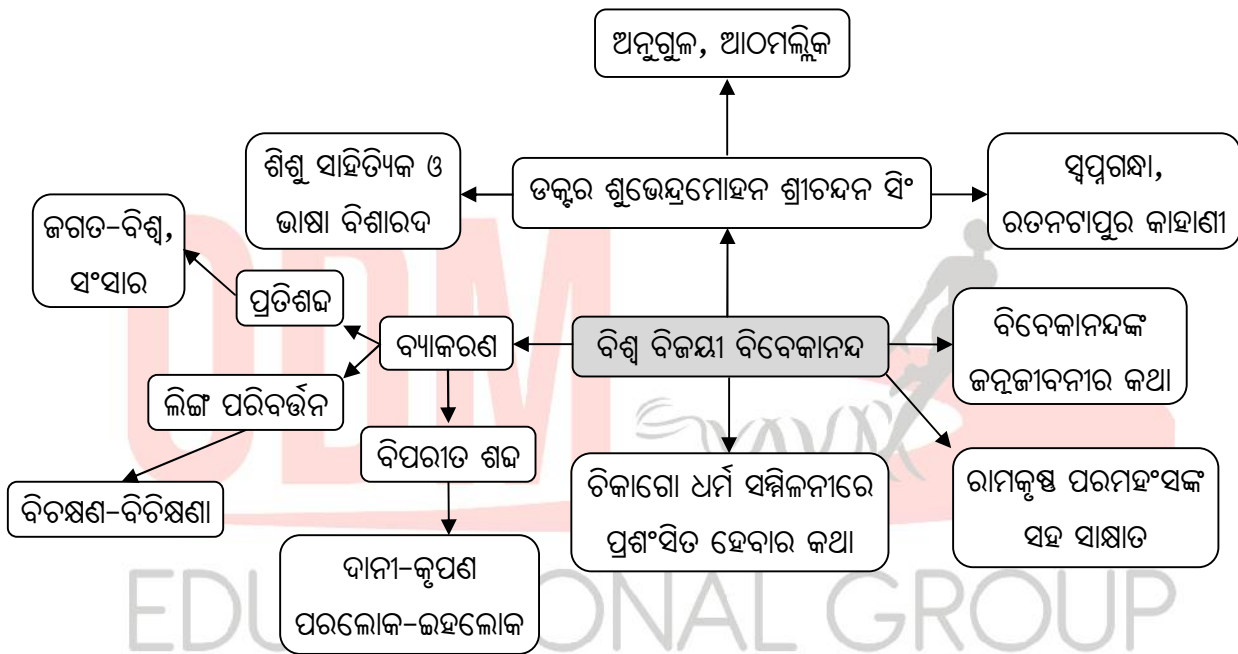 ଅନୁଗୁଳ, ଆଠମଲ୍ଲିକ
ଶିଶୁ ସାହିତ୍ୟିକ ଓ
ଭାଷା ବିଶାରଦ
ଡକ୍ଟର ଶୁଭେନ୍ଦ୍ରମୋହନ ଶ୍ରୀଚନ୍ଦନ ସିଂ
ସ୍ୱପ୍ନଗନ୍ଧା,
ରତନଟାପୁର କାହାଣୀ
ଜଗତ-ବିଶ୍ୱ,
ସଂସାର
ପ୍ରତିଶବ୍ଦ
ବ୍ୟାକରଣ
ବିଶ୍ୱ ବିଜୟୀ ବିବେକାନନ୍ଦ
ବିବେକାନନ୍ଦଙ୍କ
ଜନ୍ମଜୀବନୀର କଥା
ଲିଙ୍ଗ ପରିବର୍ତ୍ତନ
ବିପରୀତ ଶବ୍ଦ
ବିଚକ୍ଷଣ-ବିଚିକ୍ଷଣା
ଚିକାଗୋ ଧର୍ମ ସମ୍ମିଳନୀରେ
ପ୍ରଶଂସିତ ହେବାର କଥା
ରାମକୃଷ୍ଣ ପରମହଂସଙ୍କ
ସହ ସାକ୍ଷାତ
ଦାନୀ-କୃପଣ
ପରଲୋକ-ଇହଲୋକ
ODM
EDUCATIONAL GROUP